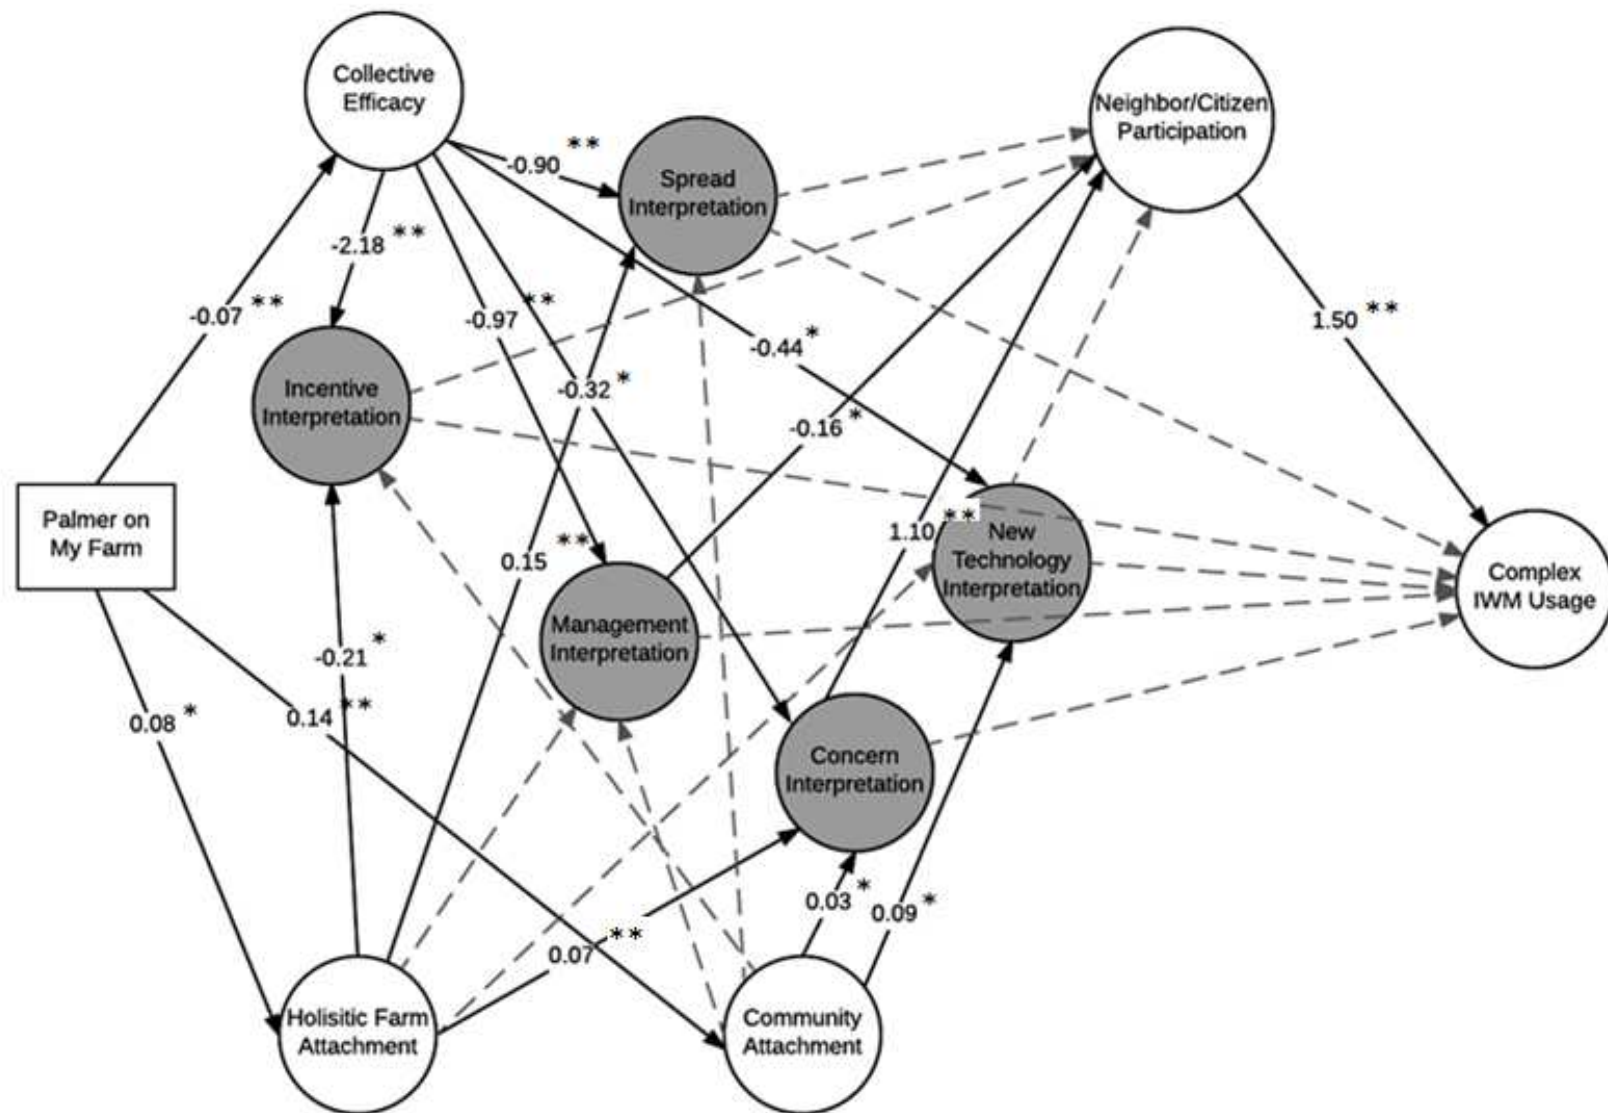 Collective
Efficacy
Neighbor/Citizen
Participation
-0.90 **
Spread
Interpretation
-2.18 **
-0.07 **
-0.97 **
1.50 **
-0.44 *
Incentive
Interpretation
-0.32 *
-0.16 *
Palmer on
My Farm
1.10 **
New
Technology
Interpretation
0.15 **
Complex
IWM Usage
Management
Interpretation
-0.21 *
0.08 *
0.14 **
Concern
Interpretation
0.03 *
0.09 *
0.07 **
Holisitic Farm
Attachment
Community
Attachment